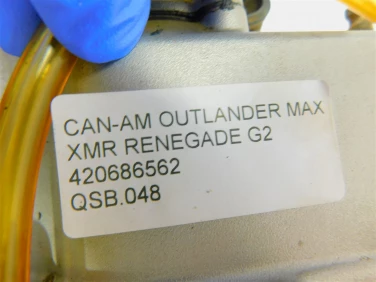 CAN-AM OUTLANDER MAX
XMR RENEGADE G2
420686562
QSB.048